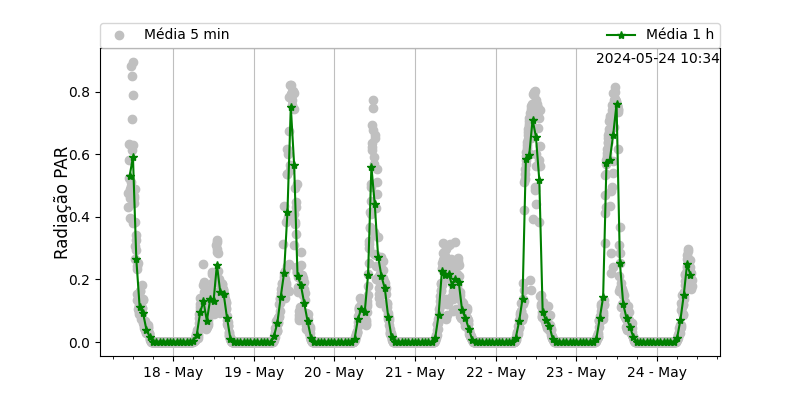 Média 5 min
Média 1 h
2024-05-24 10:34
Radiação PAR
0.8
0.6
0.4
0.2
0.0
18 - May
19 - May
20 - May
21 - May
22 - May
23 - May
24 - May